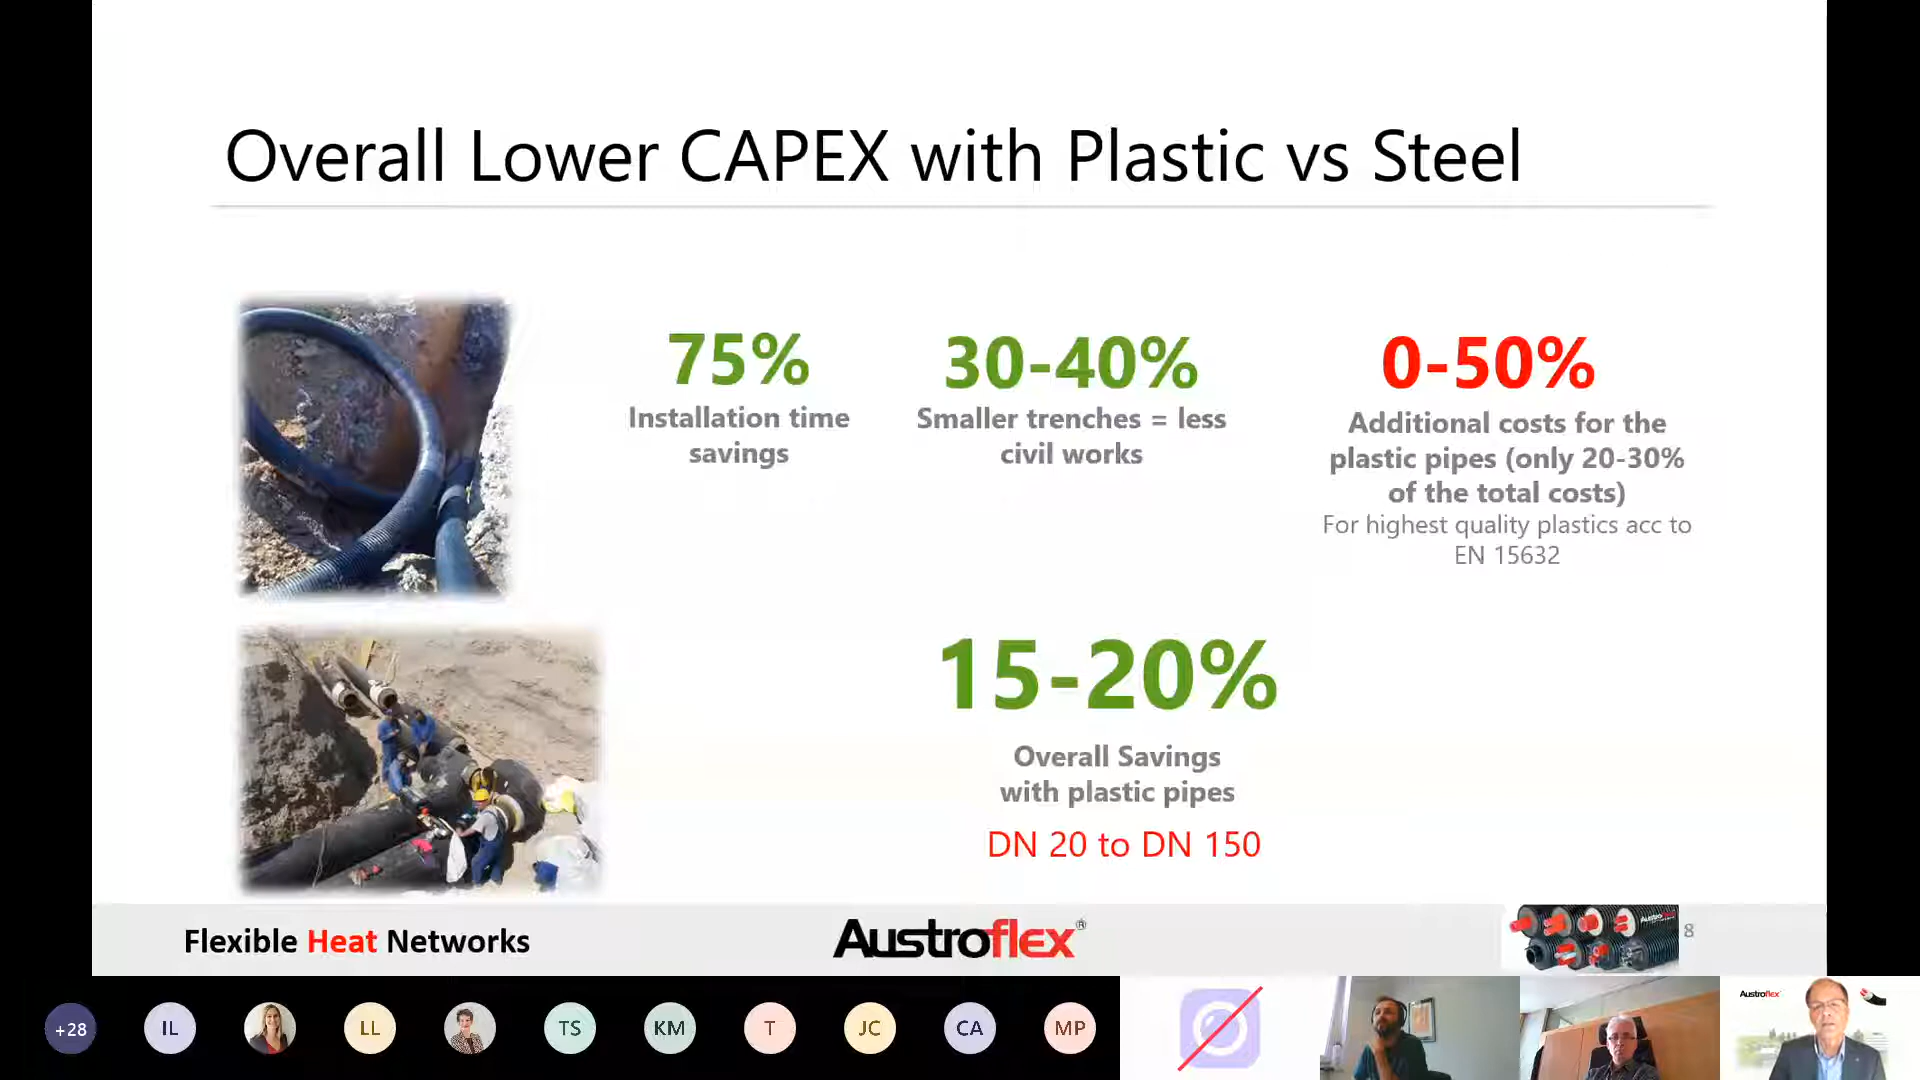 Overall Lower CAPEX with Plastic vs Steel
75%
Installation time
savings
30-40%
Smaller trenches = less
civil works
0-50%
Additional costs for the
plastic pipes (only 20-30%
of the total costs)
For highest quality plastics acc to
EN 15632
15-20%
Overall Savings
with plastic pipes
DN 20 to DN 150
Flexible Heat Networks
Austroflex®
Austroflex
8
+28
IL
LL
TS
KM
T
JC
CA
MP
Austroflex